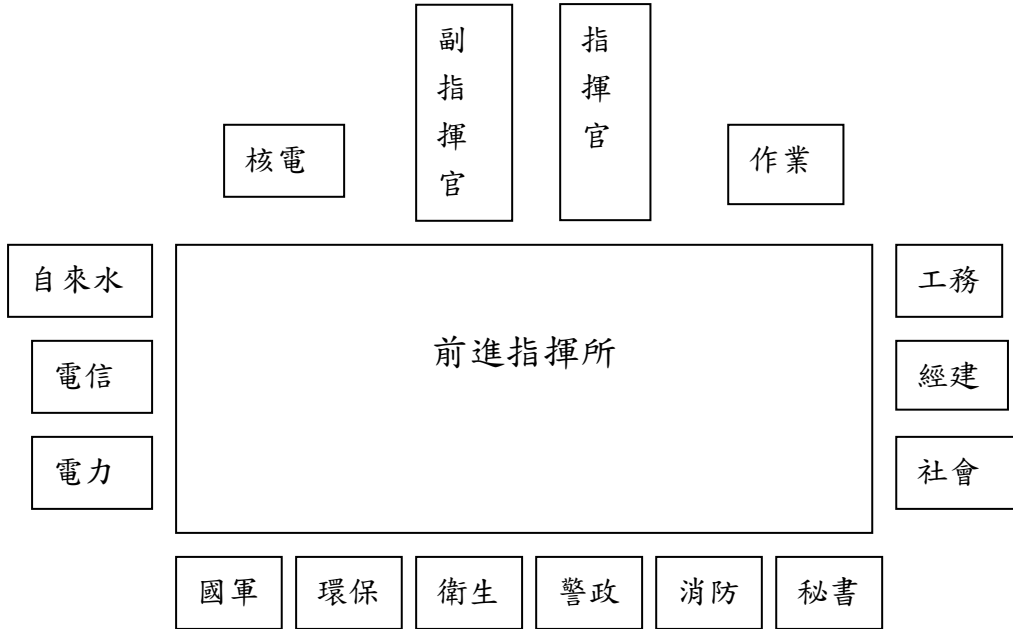 副指揮官
指揮官
核電
作業
自來水
工務
前進指揮所
電信
經建
電力
社會
國軍
環保
衛生
警政
消防
秘書